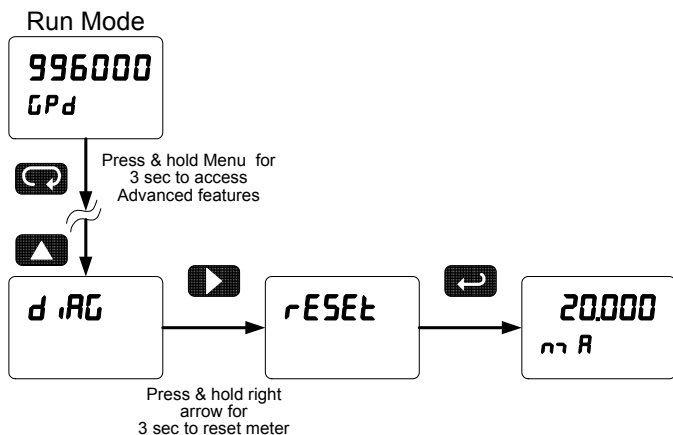 Run Mode
996000
GPd
Press & hold Menu for
3 sec to access
Advanced features
diAG
rESEt
20.000
mA
Press & hold right
arrow for
3 sec to reset meter